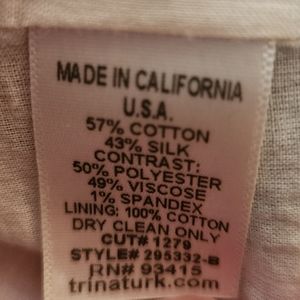 MADE IN CALIFORNIA
U.S.A.
57% COTTON
43% SILK
CONTRAST:
50% POLYESTER
49% VISCOSE
1% SPANDEX
LINING: 100% COTTON
DRY CLEAN ONLY
CUT# 1279
STYLE# 295332-B
RN# 93415
trinaturk.com